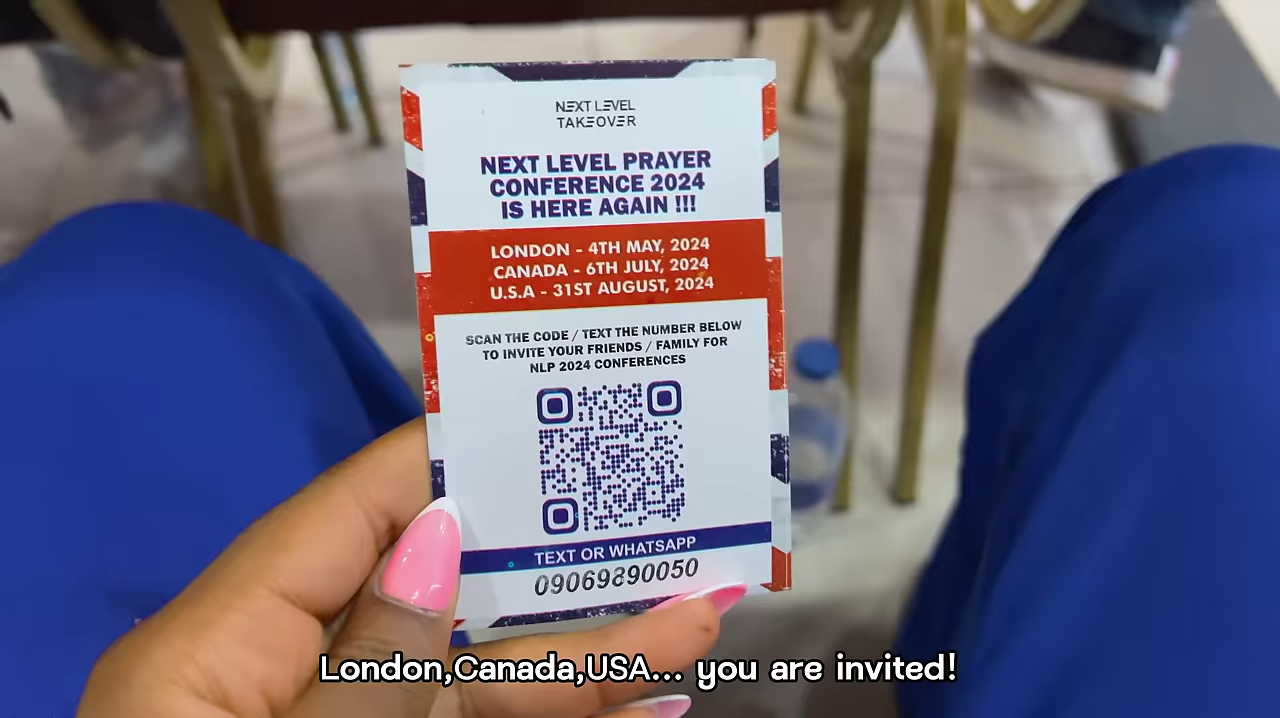 NEXT LEVEL
TAKEOVER
NEXT LEVEL PRAYER
CONFERENCE 2024
IS HERE AGAIN !!!
LONDON - 4TH MAY, 2024
CANADA - 6TH JULY, 2024
U.S.A - 31ST AUGUST, 2024
SCAN THE CODE / TEXT THE NUMBER BELOW
TO INVITE YOUR FRIENDS / FAMILY FOR
NLP 2024 CONFERENCES
TEXT OR WHATSAPP
09069890050
London,Canada,USA... you are invited!